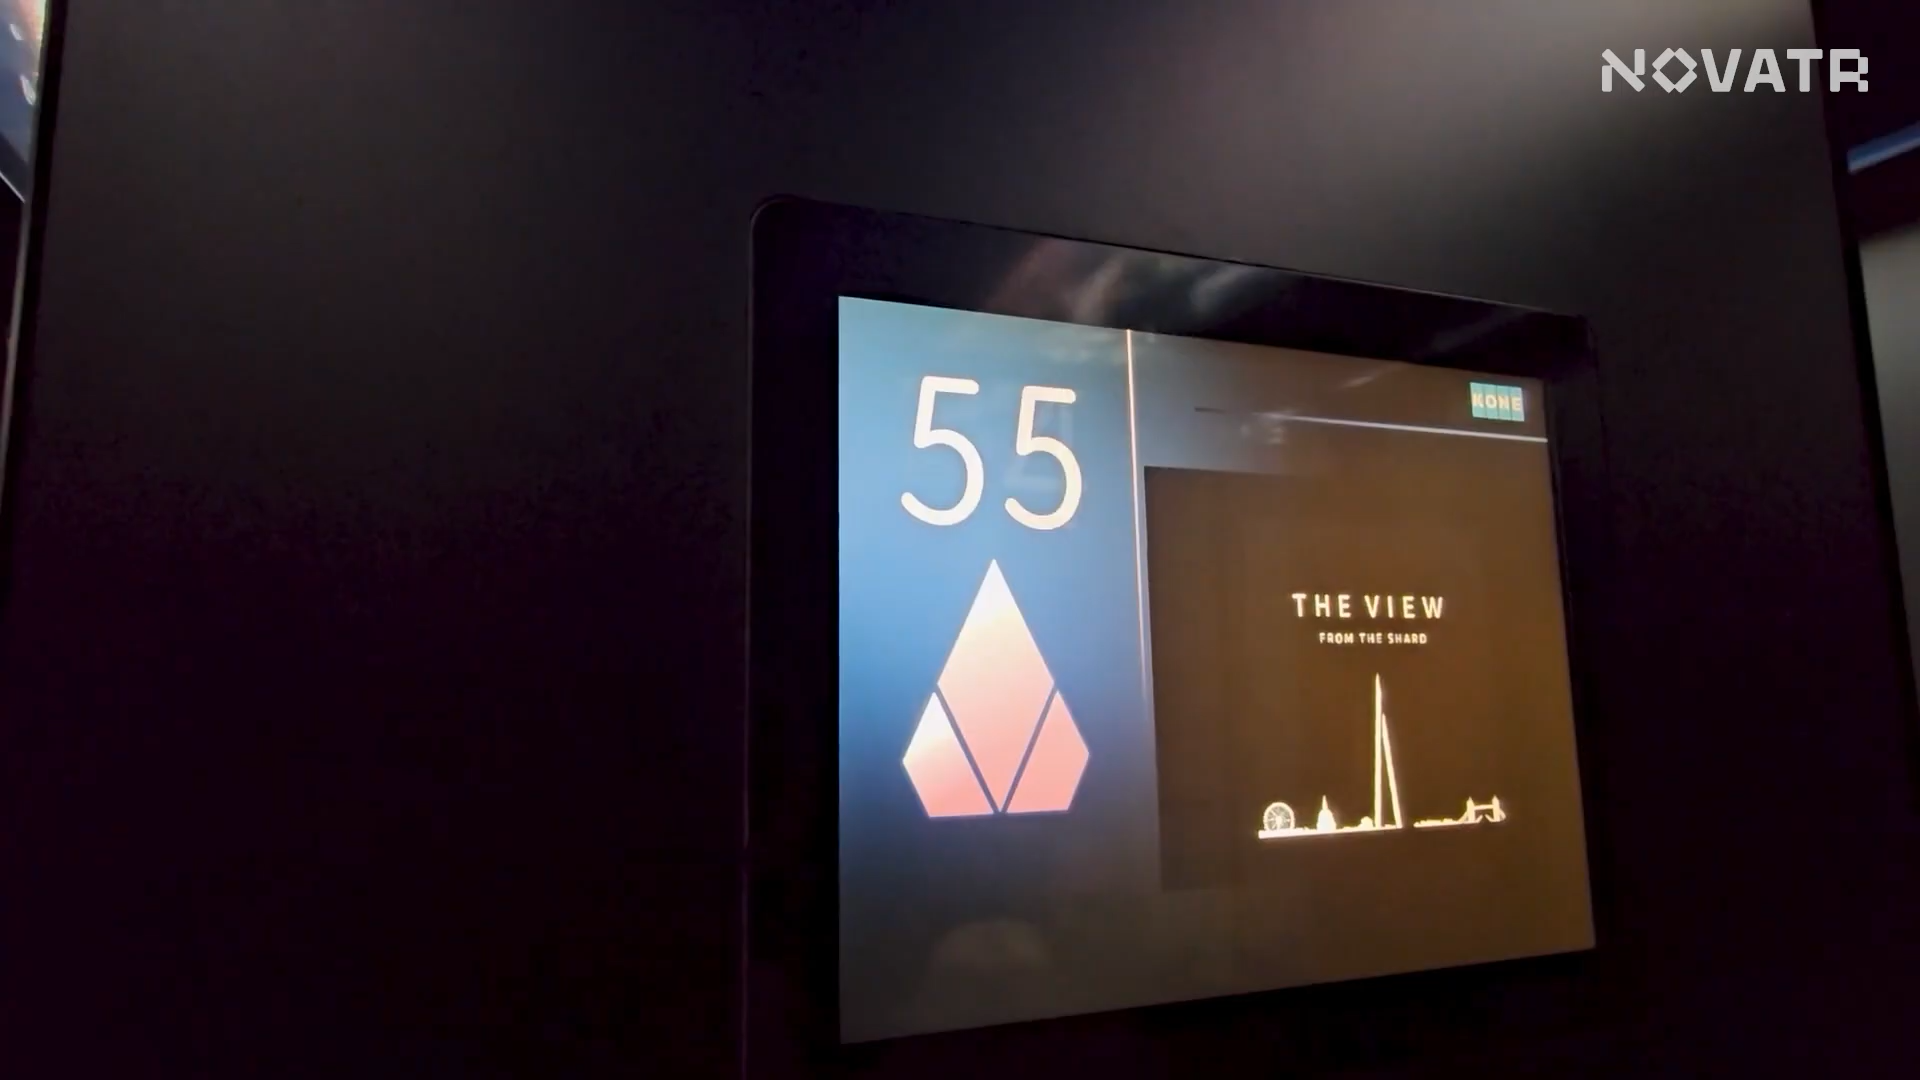 NOVATR
55
KONE
THE VIEW
FROM THE SHARD